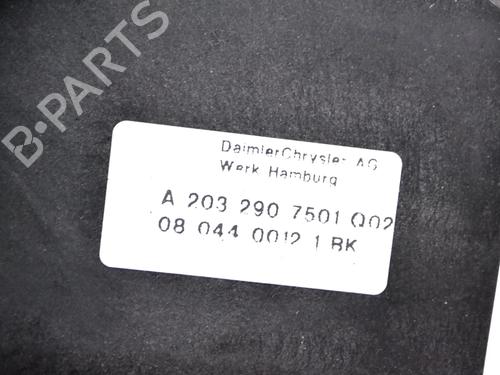 B-PARTS
DaimlerChrysler AG
Werk Hamburg
A 203 290 7501 Q02
08 044 0012 1 BK